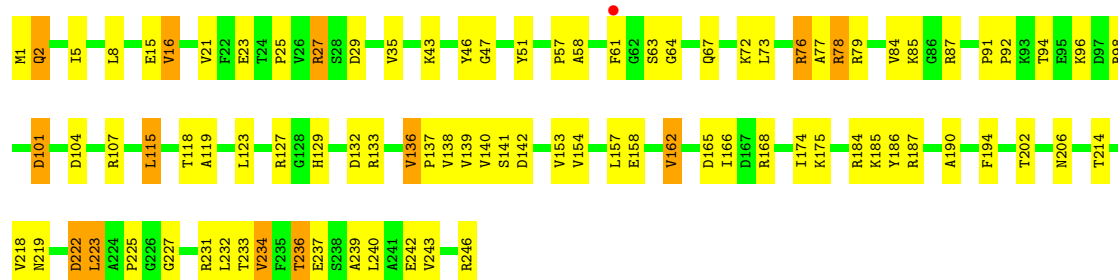 M1 Q2 I5 L8 E15 V16 V21 F22 E23 T24 P25 V26 R27 S28 D29 V35 K43 Y46 G47 Y51 P57 A58 F61 G62 S63 G64 Q67 K72 L73 R76 A77 R78 R79 V84 K85 G86 R87 P91 P92 K93 T94 E95 K96 D97
D101 D104 R107 L115 T118 A119 L123 R127 G128 H129 D132 R133 V136 P137 V138 V139 V140 S141 D142 V153 V154 L157 E158 V162 D165 I166 D167 R168 I174 K175 R184 K185 Y186 R187 A190 F194 T202 N206 T214
V218 N219 D222 L223 A224 P225 G226 G227 R231 L232 T233 V234 F235 T236 E237 S238 A239 L240 A241 E242 V243 R246